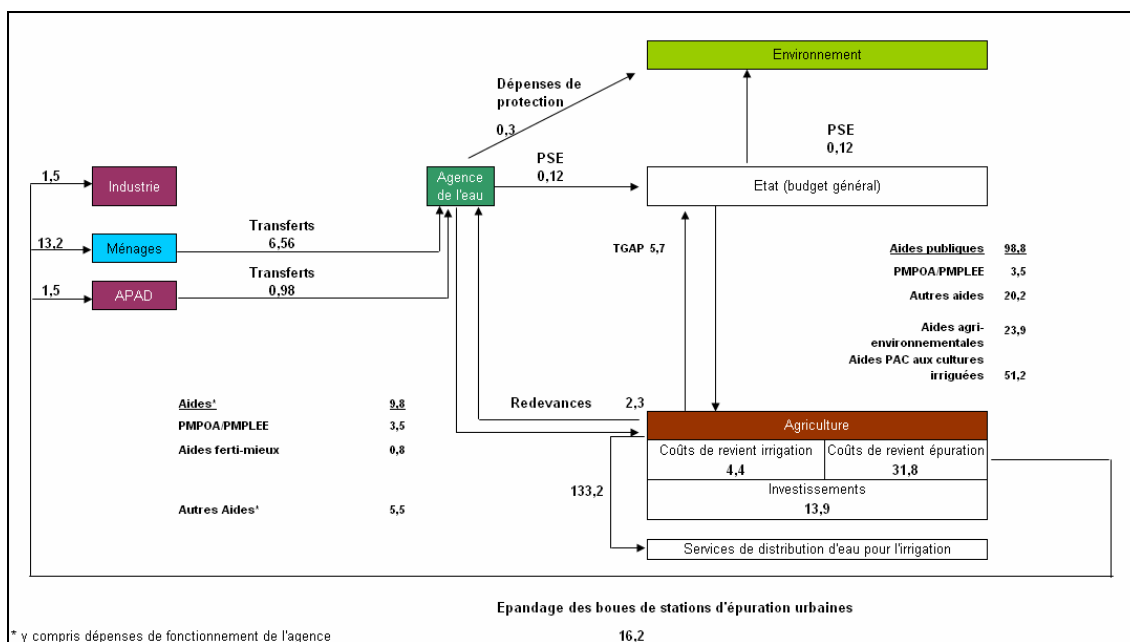 Environnement
Dépenses de
protection
0,3
PSE
0,12
PSE
0,12
1,5
Industrie
Agence
de l'eau
Etat (budget général)
13,2
Ménages
Transferts
6,56
TGAP 5,7
Aides publiques 98,8
PMPOA/PMPLEE 3,5
1,5
APAD
Transferts
0,98
Autres aides 20,2
Aides agri-
environnementales 23,9
Aides PAC aux cultures
irriguées 51,2
Aides* 9,8
PMPOA/PMPLEE 3,5
Aides ferti-mieux 0,8
Autres Aides* 5,5
Redevances 2,3
Agriculture
Coûts de revient irrigation
4,4
Coûts de revient épuration
31,8
Investissements
13,9
133,2
Services de distribution d'eau pour l'irrigation
Epandage des boues de stations d'épuration urbaines
16,2
* y compris dépenses de fonctionnement de l'agence